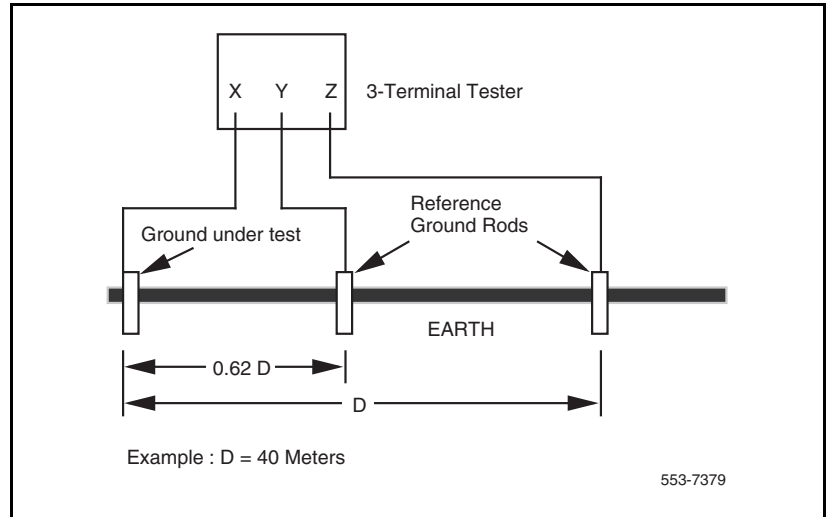 X Y Z 3-Terminal Tester
Reference
Ground Rods
Ground under test
EARTH
0.62 D
D
Example : D = 40 Meters
553-7379